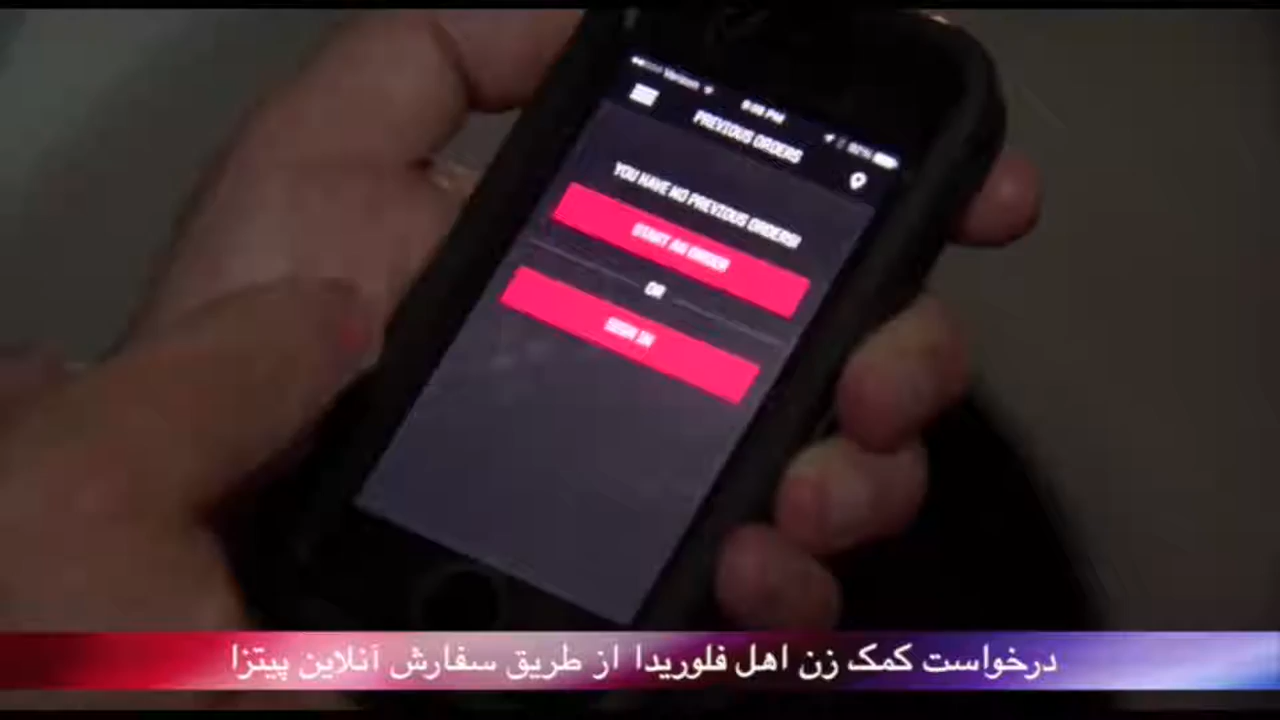 Verizon
PREVIOUS ORDERS
YOU HAVE NO PREVIOUS ORDERS!
START AN ORDER
OR
SIGN IN
درخواست کمک زن اهل فلوریدا از طریق سفارش آنلاین پیتزا